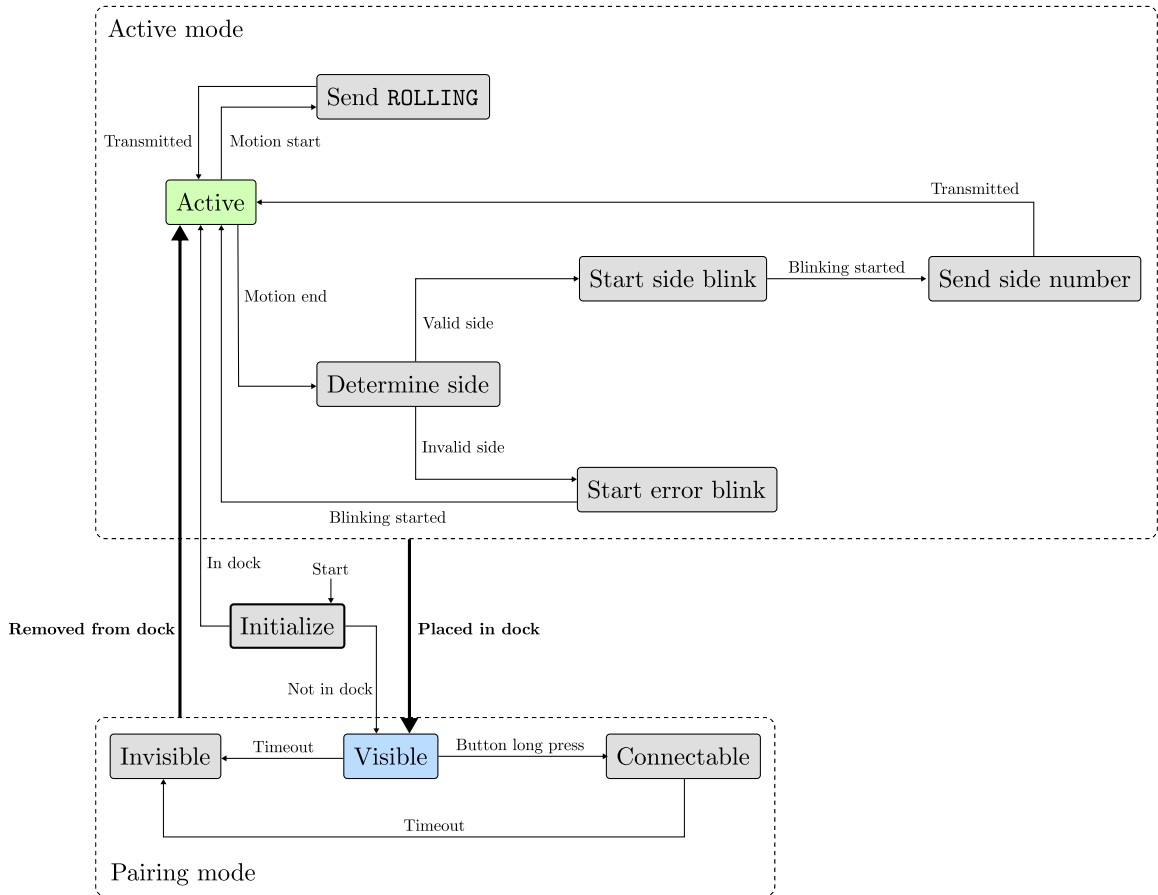 Active mode
Send ROLLING
Transmitted
Motion start
Active
Transmitted
Start side blink
Blinking started
Send side number
Motion end
Valid side
Determine side
Invalid side
Start error blink
Blinking started
In dock
Start
Initialize
Removed from dock
Placed in dock
Not in dock
Invisible
Timeout
Visible
Button long press
Connectable
Timeout
Pairing mode